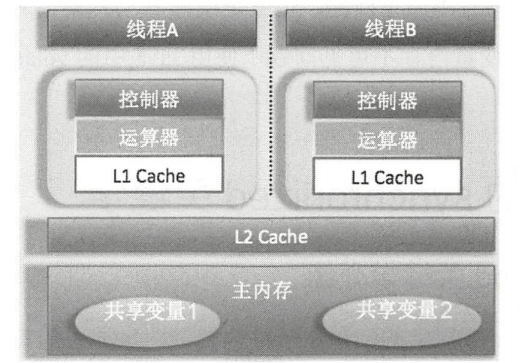 线程A
线程B
控制器
运算器
L1 Cache
控制器
运算器
L1 Cache
L2 Cache
主内存
共享变量1
共享变量2